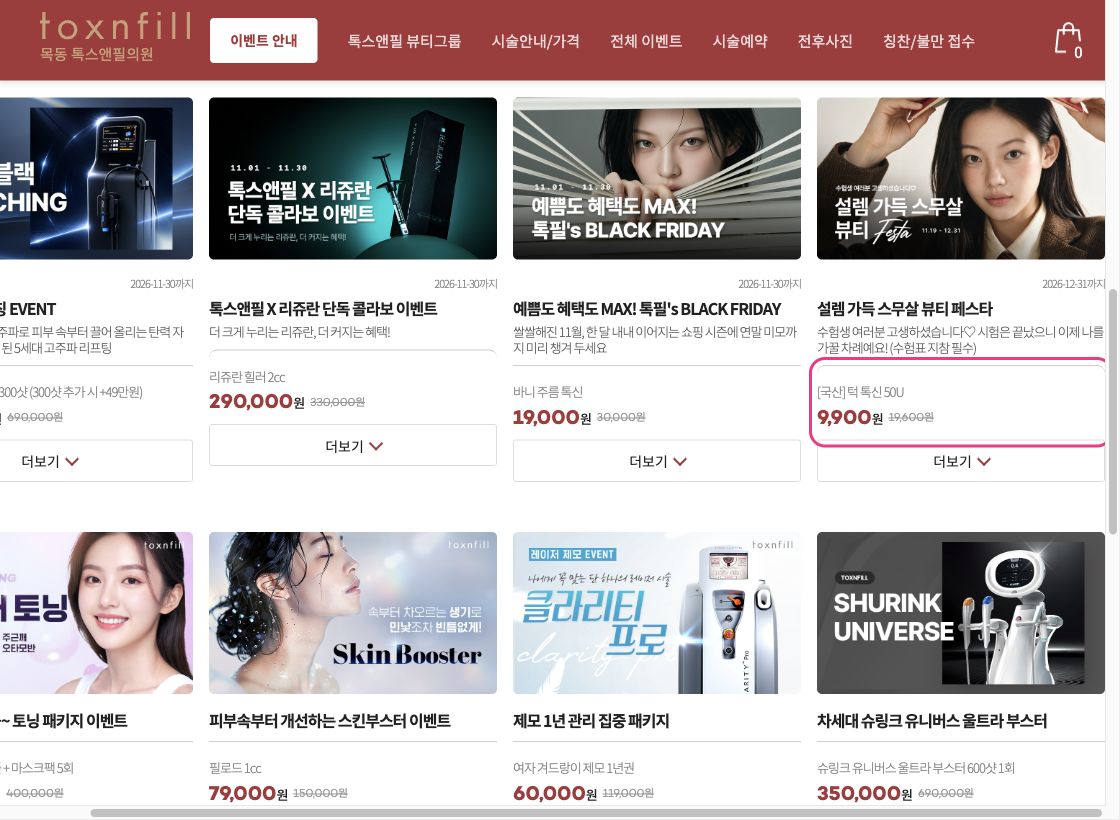 toxnfill
목동 톡스앤필의원
이벤트 안내
톡스앤필 뷰티그룹
시술안내/가격
전체 이벤트
시술예약
전후사진
칭찬/불만 접수
0
블랙
CHING
11.01 - 11.30
톡스앤필 X 리쥬란
단독 콜라보 이벤트
더 크게 누리는 리쥬란, 더 커지는 혜택!
11.01 - 11.30
예쁨도 혜택도 MAX!
톡필's BLACK FRIDAY
수험생 여러분 고생하셨습니다♡
설렘 가득 스무살
뷰티 Festa
11.19 - 12.31
2026-11-30까지
2026-11-30까지
2026-11-30까지
2026-12-31까지
링 EVENT
주파로 피부 속부터 끌어 올리는 탄력 자
된 5세대 고주파 리프팅
300샷 (300샷 추가 시 +49만원)
원 690,000원
더보기
톡스앤필 X 리쥬란 단독 콜라보 이벤트
더 크게 누리는 리쥬란, 더 커지는 혜택!
리쥬란 힐러 2cc
290,000원 330,000원
더보기
예쁨도 혜택도 MAX! 톡필's BLACK FRIDAY
쌀쌀해진 11월, 한 달 내내 이어지는 쇼핑 시즌에 연말 미모까
지 미리 챙겨 두세요
바니 주름 톡신
19,000원 30,000원
더보기
설렘 가득 스무살 뷰티 페스타
수험생 여러분 고생하셨습니다♡ 시험은 끝났으니 이제 나를
가꿀 차례예요! (수험표 지참 필수)
[국산] 턱 톡신 50U
9,900원 19,600원
더보기
toxnfill
NG
토닝
주근깨
오타모반
toxnfill
속부터 차오르는 생기로
민낯조차 빈틈없게!
Skin Booster
레이저 제모 EVENT
toxnfill
나에게 꼭 맞는 단 하나의 레이저 시술
클라리티
프로
clarity pro
TOXNFILL
SHURINK
UNIVERSE
~ 토닝 패키지 이벤트
+ 마스크팩 5회
400,000원
피부속부터 개선하는 스킨부스터 이벤트
필로드 1cc
79,000원 150,000원
제모 1년 관리 집중 패키지
여자 겨드랑이 제모 1년권
60,000원 119,000원
차세대 슈링크 유니버스 울트라 부스터
슈링크 유니버스 울트라 부스터 600샷 1회
350,000원 690,000원